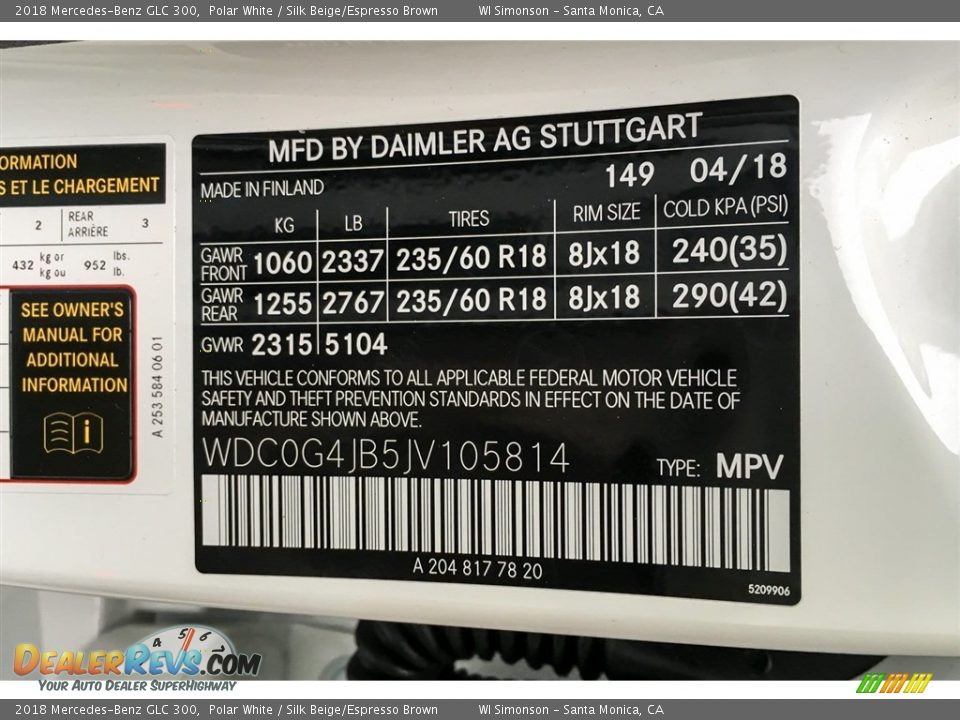 2018 Mercedes-Benz GLC 300, Polar White / Silk Beige/Espresso Brown WI Simonson - Santa Monica, CA
ORMATION
S ET LE CHARGEMENT
2 REAR ARRIÈRE 3
432 kg or kg ou 952 lbs. lb.
SEE OWNER'S
MANUAL FOR
ADDITIONAL
INFORMATION
i
A 253 584 06 01
MFD BY DAIMLER AG STUTTGART
149 04/18
MADE IN FINLAND
KG LB TIRES RIM SIZE COLD KPA(PSI)
GAWR FRONT 1060 2337 235/60 R18 8Jx18 240(35)
GAWR REAR 1255 2767 235/60 R18 8Jx18 290(42)
GVWR 2315 5104
THIS VEHICLE CONFORMS TO ALL APPLICABLE FEDERAL MOTOR VEHICLE
SAFETY AND THEFT PREVENTION STANDARDS IN EFFECT ON THE DATE OF
MANUFACTURE SHOWN ABOVE.
WDC0G4JB5JV105814 TYPE: MPV
A 204 817 78 20
5209906
4 5 6
DEALERREVS.COM
YOUR AUTO DEALER SUPERHIGHWAY
2018 Mercedes-Benz GLC 300, Polar White / Silk Beige/Espresso Brown WI Simonson - Santa Monica, CA